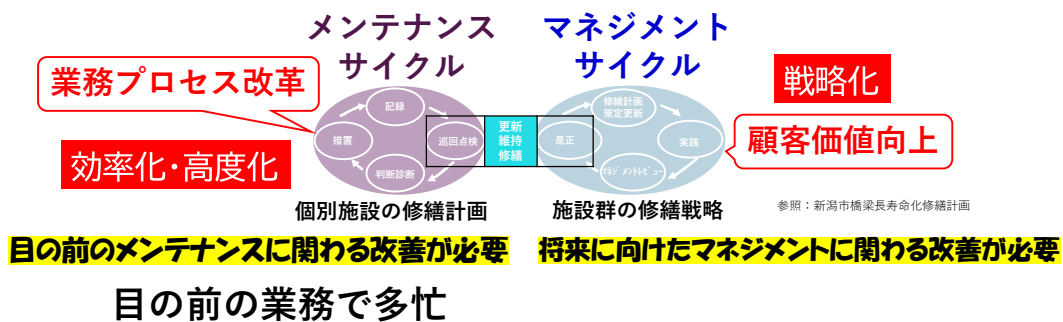 メンテナンス
サイクル
マネジメント
サイクル
業務プロセス改革
戦略化
記録
措置
巡回点検
判断診断
更新
維持
修繕
修繕計画
策定更新
是正
実践
マネジメントレビュー
効率化・高度化
顧客価値向上
個別施設の修繕計画
施設群の修繕戦略
参照：新潟市橋梁長寿命化修繕計画
目の前のメンテナンスに関わる改善が必要
将来に向けたマネジメントに関わる改善が必要
目の前の業務で多忙